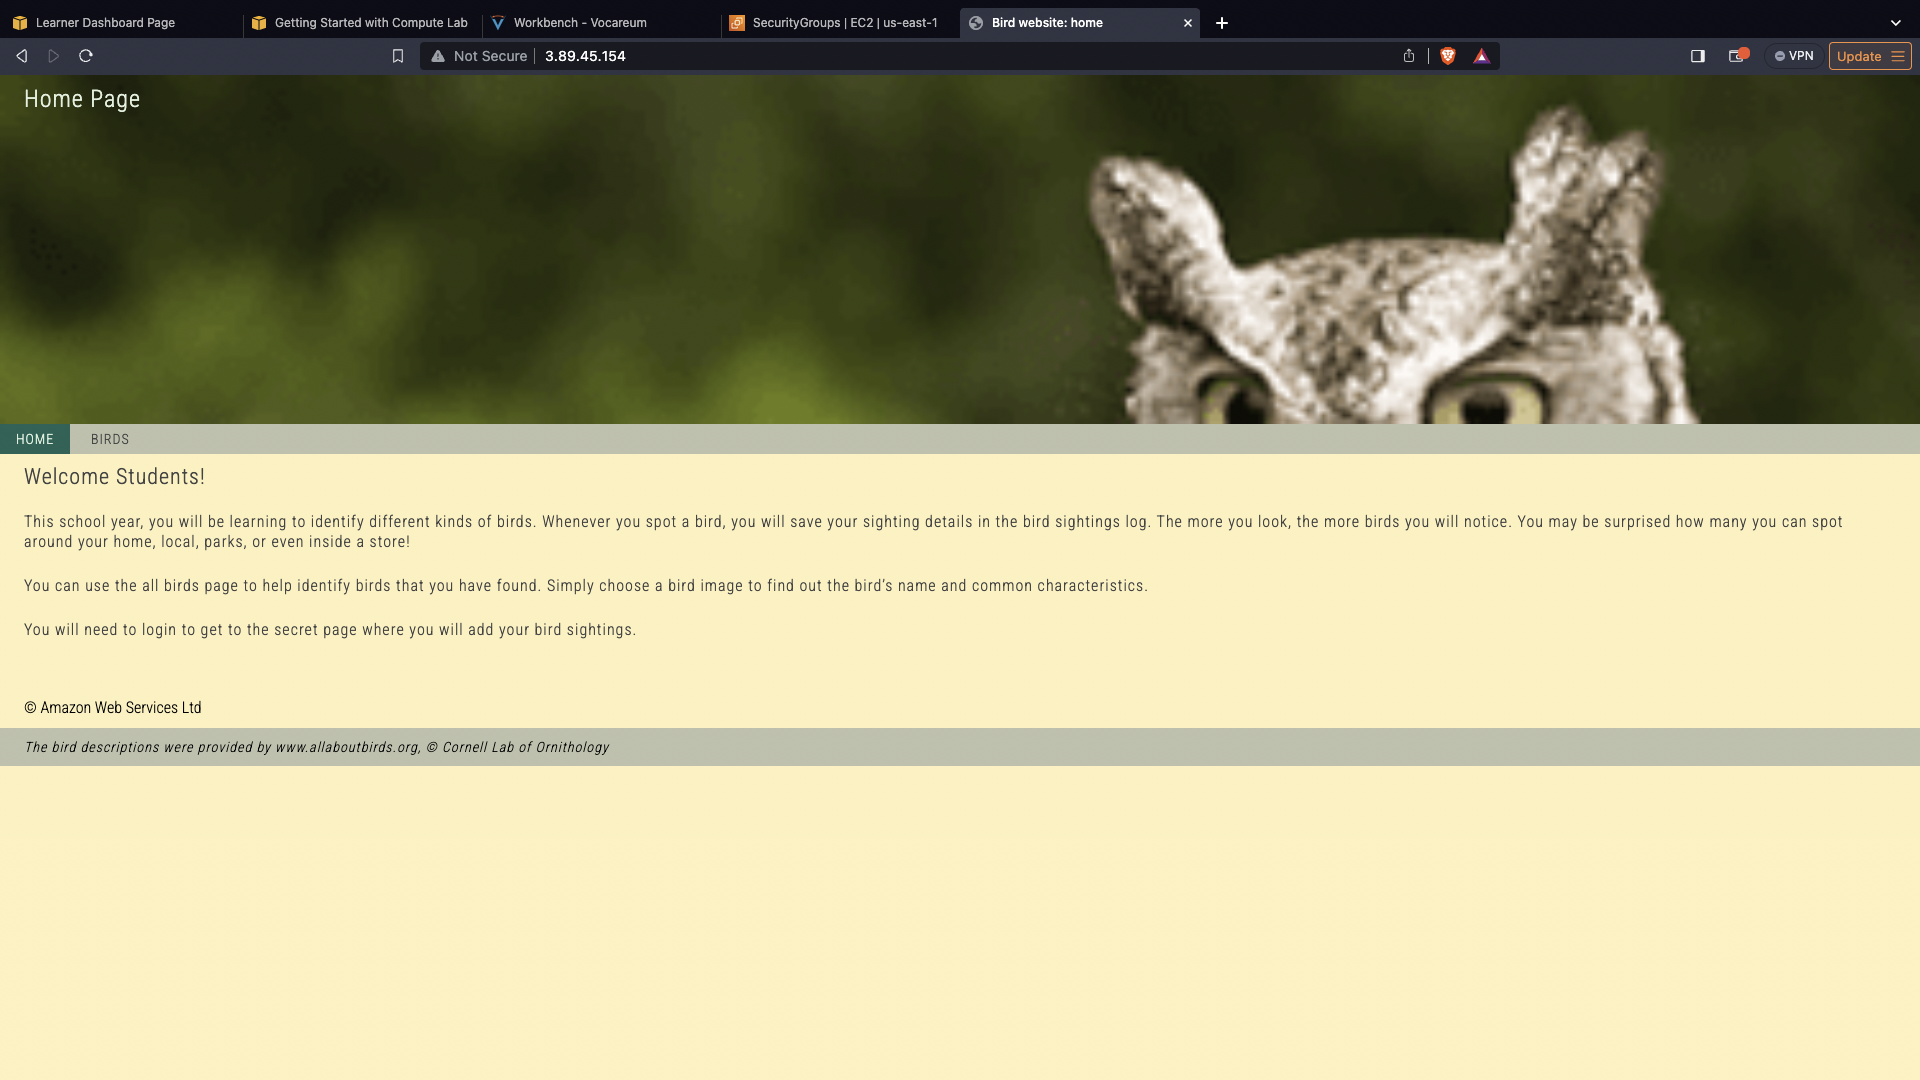 Learner Dashboard Page
Getting Started with Compute Lab
Workbench - Vocareum
SecurityGroups | EC2 | us-east-1
Bird website: home
Not Secure
3.89.45.154
VPN
Update
Home Page
HOME
BIRDS
Welcome Students!
This school year, you will be learning to identify different kinds of birds. Whenever you spot a bird, you will save your sighting details in the bird sightings log. The more you look, the more birds you will notice. You may be surprised how many you can spot
around your home, local, parks, or even inside a store!
You can use the all birds page to help identify birds that you have found. Simply choose a bird image to find out the bird's name and common characteristics.
You will need to login to get to the secret page where you will add your bird sightings.
© Amazon Web Services Ltd
The bird descriptions were provided by www.allaboutbirds.org, © Cornell Lab of Ornithology